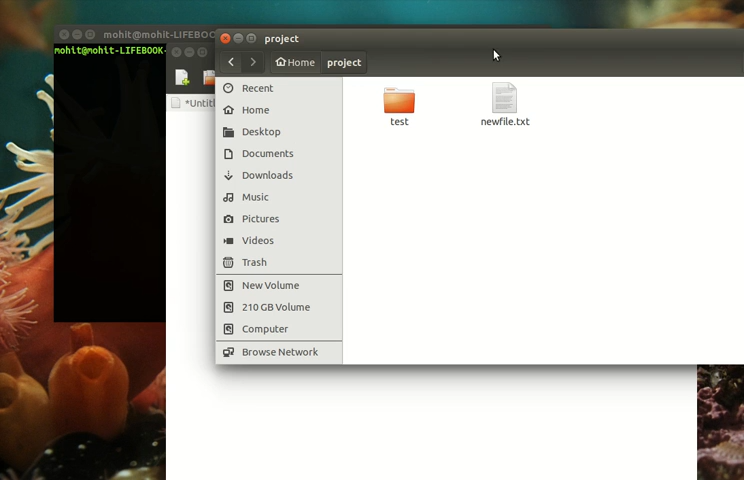 mohit@mohit-LIFEBOOK
mohit@mohit-LIFEBOOK-
project
Home
project
*Untit
Recent
Home
Desktop
Documents
Downloads
Music
Pictures
Videos
Trash
New Volume
210 GB Volume
Computer
Browse Network
test
newfile.txt